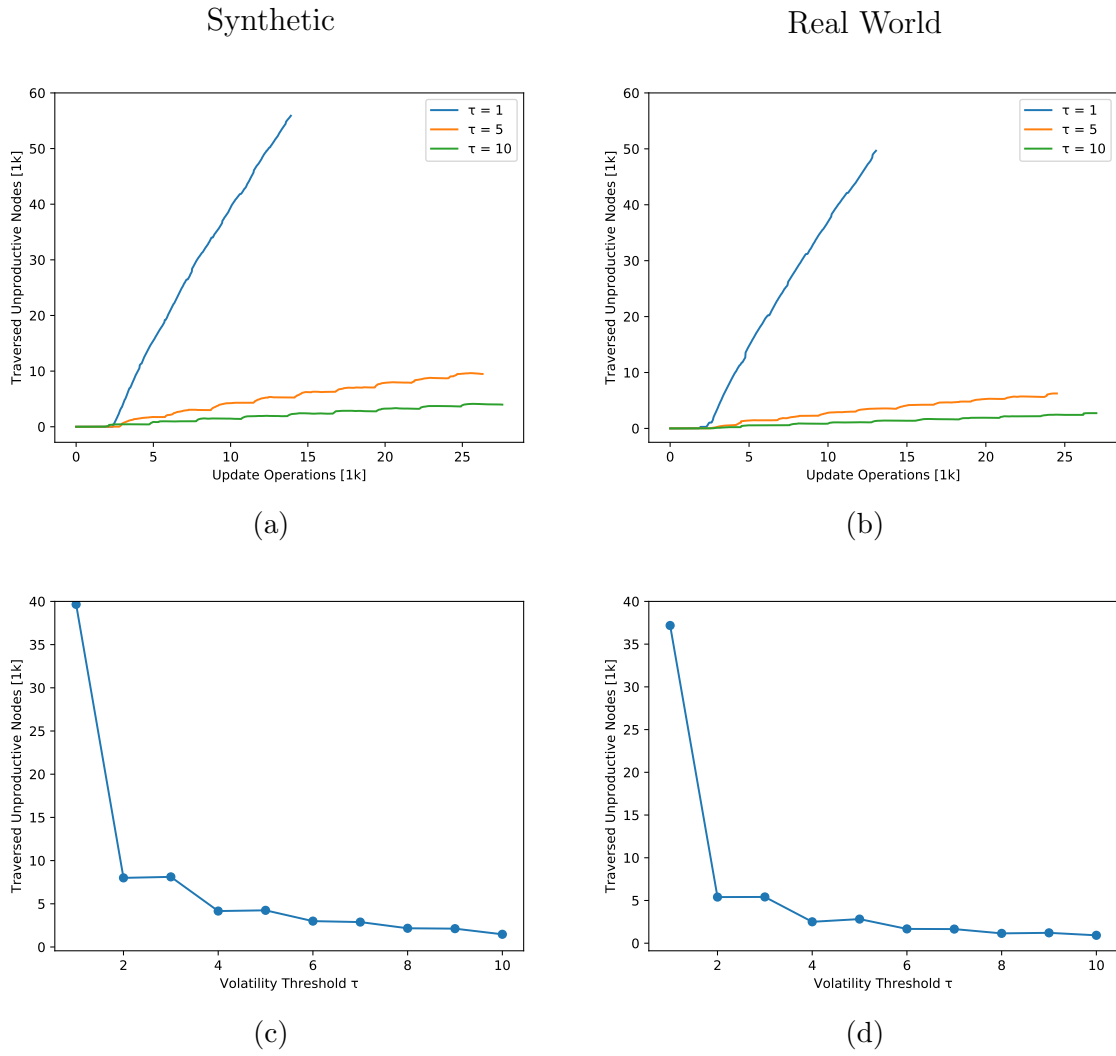 Synthetic
Real World
60
50
40
30
20
10
0
Traversed Unproductive Nodes [1k]
τ = 1
τ = 5
τ = 10
0 5 10 15 20 25
Update Operations [1k]
(a)
60
50
40
30
20
10
0
Traversed Unproductive Nodes [1k]
τ = 1
τ = 5
τ = 10
0 5 10 15 20 25
Update Operations [1k]
(b)
40
35
30
25
20
15
10
5
0
Traversed Unproductive Nodes [1k]
2 4 6 8 10
Volatility Threshold τ
(c)
40
35
30
25
20
15
10
5
0
Traversed Unproductive Nodes [1k]
2 4 6 8 10
Volatility Threshold τ
(d)